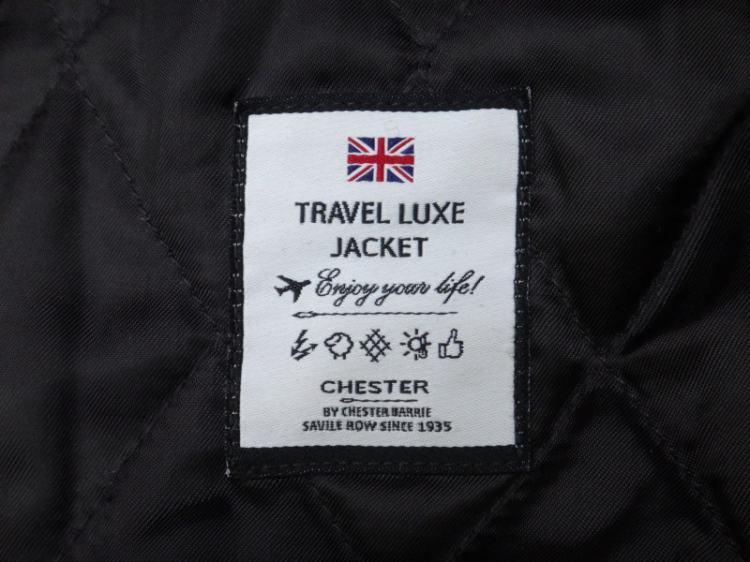 TRAVEL LUXE
JACKET
Enjoy your life!
CHESTER
BY CHESTER BARRIE
SAVILE ROW SINCE 1935